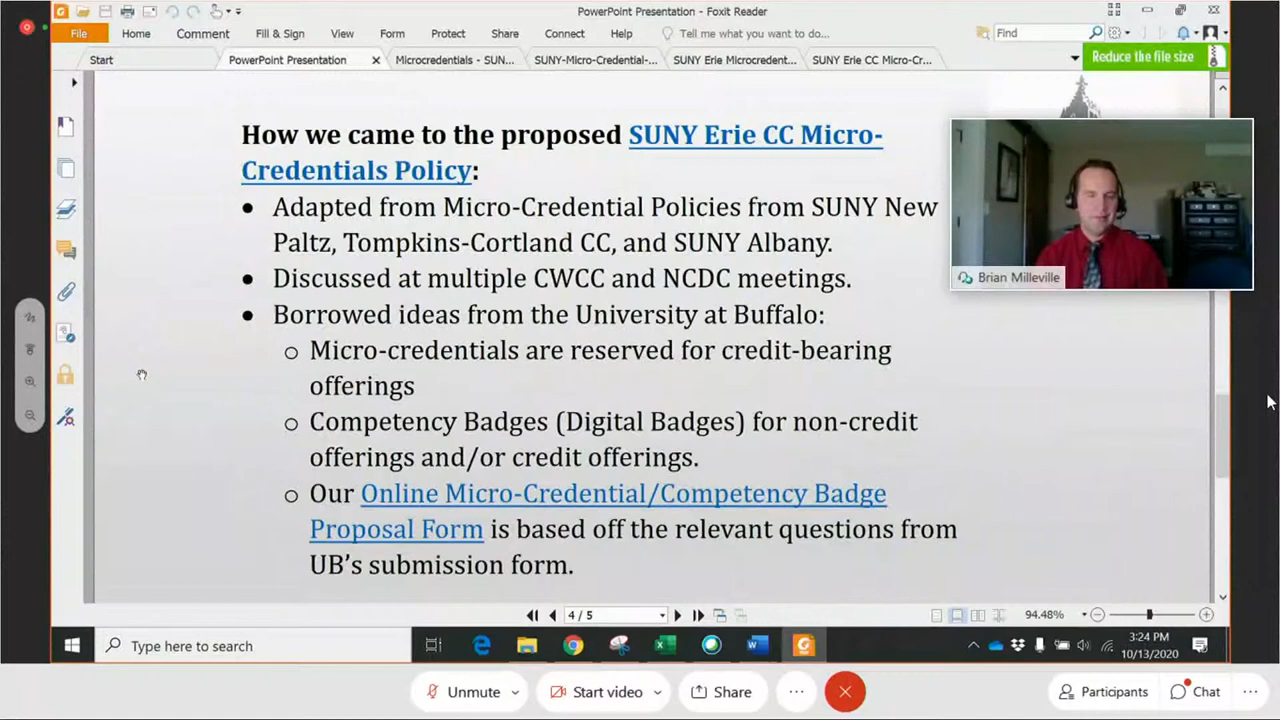 PowerPoint Presentation - Foxit Reader
File Home Comment Fill & Sign View Form Protect Share Connect Help Tell me what you want to do... Find
Start PowerPoint Presentation Microcredentials - SUN... SUNY-Micro-Credential-... SUNY Erie Microcredent... SUNY Erie CC Micro-Cr... Reduce the file size
How we came to the proposed SUNY Erie CC Micro-
Credentials Policy:
• Adapted from Micro-Credential Policies from SUNY New
Paltz, Tompkins-Cortland CC, and SUNY Albany.
• Discussed at multiple CWCC and NCDC meetings.
• Borrowed ideas from the University at Buffalo:
o Micro-credentials are reserved for credit-bearing
offerings
o Competency Badges (Digital Badges) for non-credit
offerings and/or credit offerings.
o Our Online Micro-Credential/Competency Badge
Proposal Form is based off the relevant questions from
UB's submission form.
Brian Milleville
4 / 5 94.48%
Type here to search
3:24 PM
10/13/2020
Unmute Start video Share Participants Chat